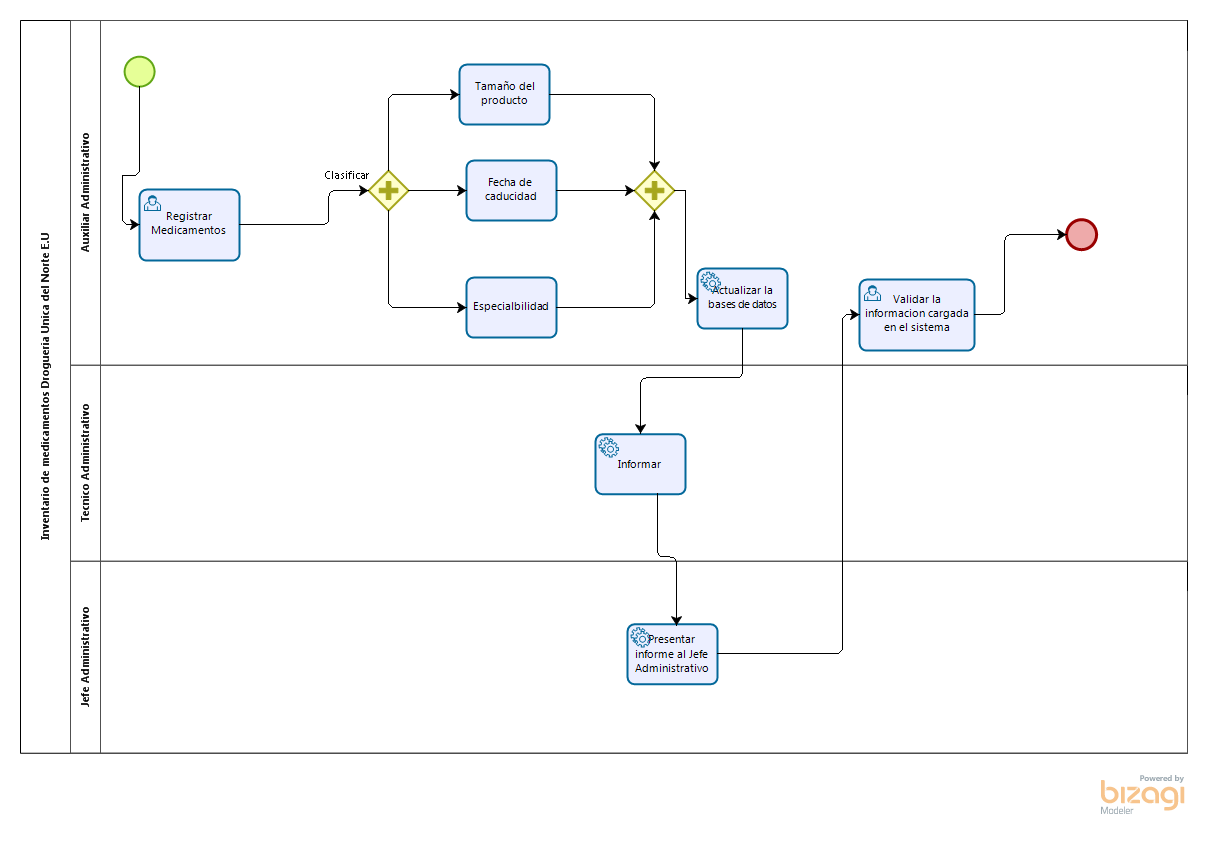 Inventario de medicamentos Drogueria Unica del Norte E.U
Auxiliar Administrativo
Tamaño del
producto
Clasificar
Fecha de
caducidad
Registrar
Medicamentos
Especialbilidad
Actualizar la
bases de datos
Validar la
informacion cargada
en el sistema
Tecnico Administrativo
Informar
Jefe Administrativo
Presentar
informe al Jefe
Administrativo
Powered by
bizagi
Modeler